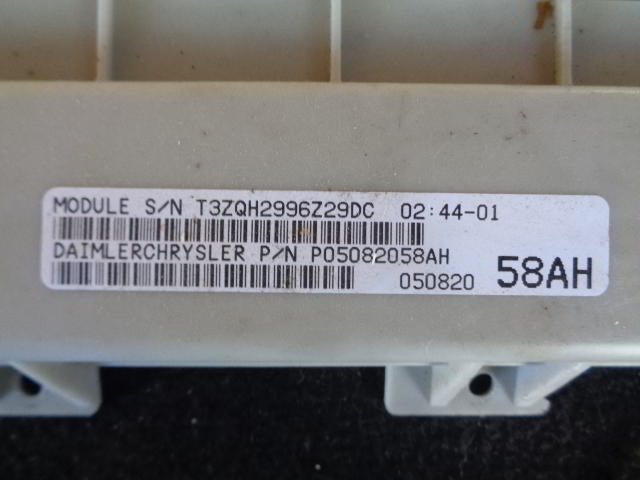 MODULE S/N T3ZQH2996Z29DC 02:44-01
DAIMLERCHRYSLER P/N P05082058AH
050820 58AH